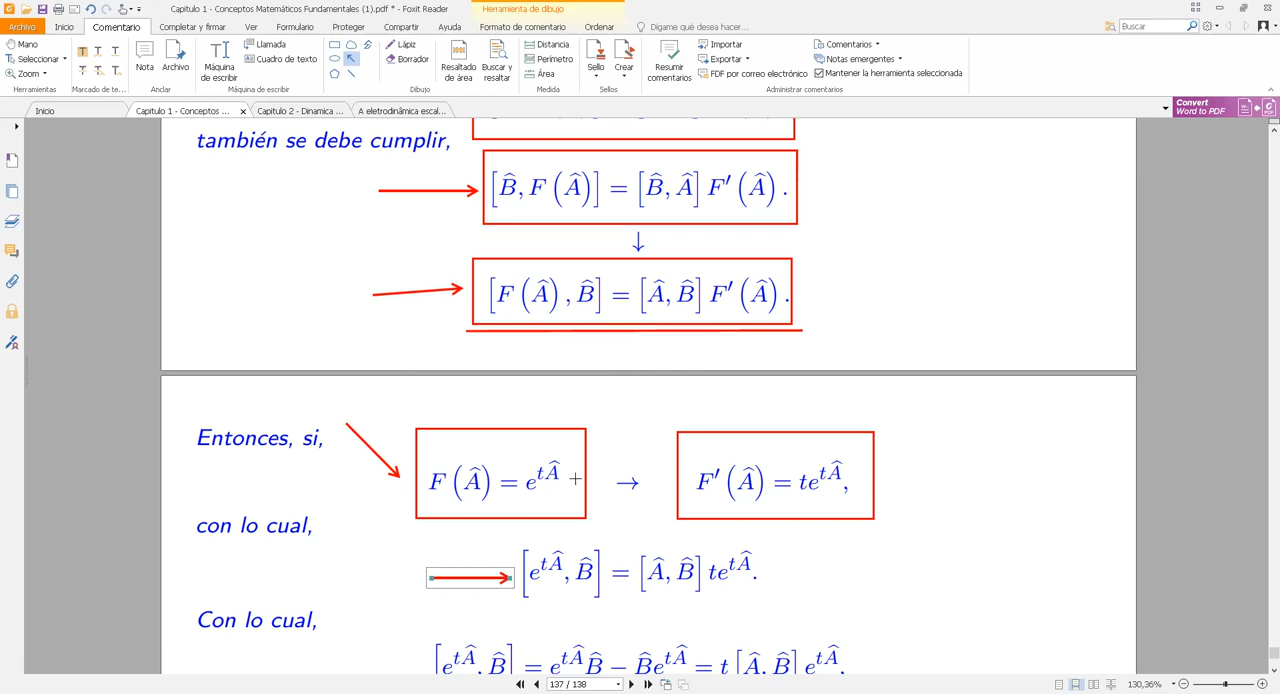 Capitulo 1 - Conceptos Matemáticos Fundamentales (1).pdf * - Foxit Reader
Herramienta de dibujo
Archivo Inicio Comentario Completar y firmar Ver Formulario Proteger Compartir Ayuda Formato de comentario Ordenar Dígame qué desea hacer... Buscar
Mano
Seleccionar
Zoom
Herramientas
T T T
T T T
Marcado de te...
Nota
Archivo
Anclar
Máquina de escribir
Llamada
Cuadro de texto
Máquina de escribir
Lápiz
Borrador
Dibujo
Resaltado de área
Buscar y resaltar
Distancia
Perímetro
Área
Medida
Sello
Crear
Sellos
Resumir comentarios
Importar
Exportar
FDF por correo electrónico
Comentarios
Notas emergentes
Mantener la herramienta seleccionada
Administrar comentarios
Inicio
Capitulo 1 - Conceptos ...
Capitulo 2 - Dinamica ...
A eletrodinâmica escal...
Convert
Word to PDF
también se debe cumplir,
[B̂, F (Â)] = [B̂, Â] F′ (Â) .
↓
[F (Â) , B̂] = [Â, B̂] F′ (Â) .
Entonces, si,
F (Â) = e^{tÂ} → F′ (Â) = te^{tÂ},
con lo cual,
[e^{tÂ}, B̂] = [Â, B̂] te^{tÂ}.
Con lo cual,
[e^{tÂ}, B̂] = e^{tÂ}B̂ − B̂e^{tÂ} = t [Â, B̂] e^{tÂ},
137 / 138
130,36%